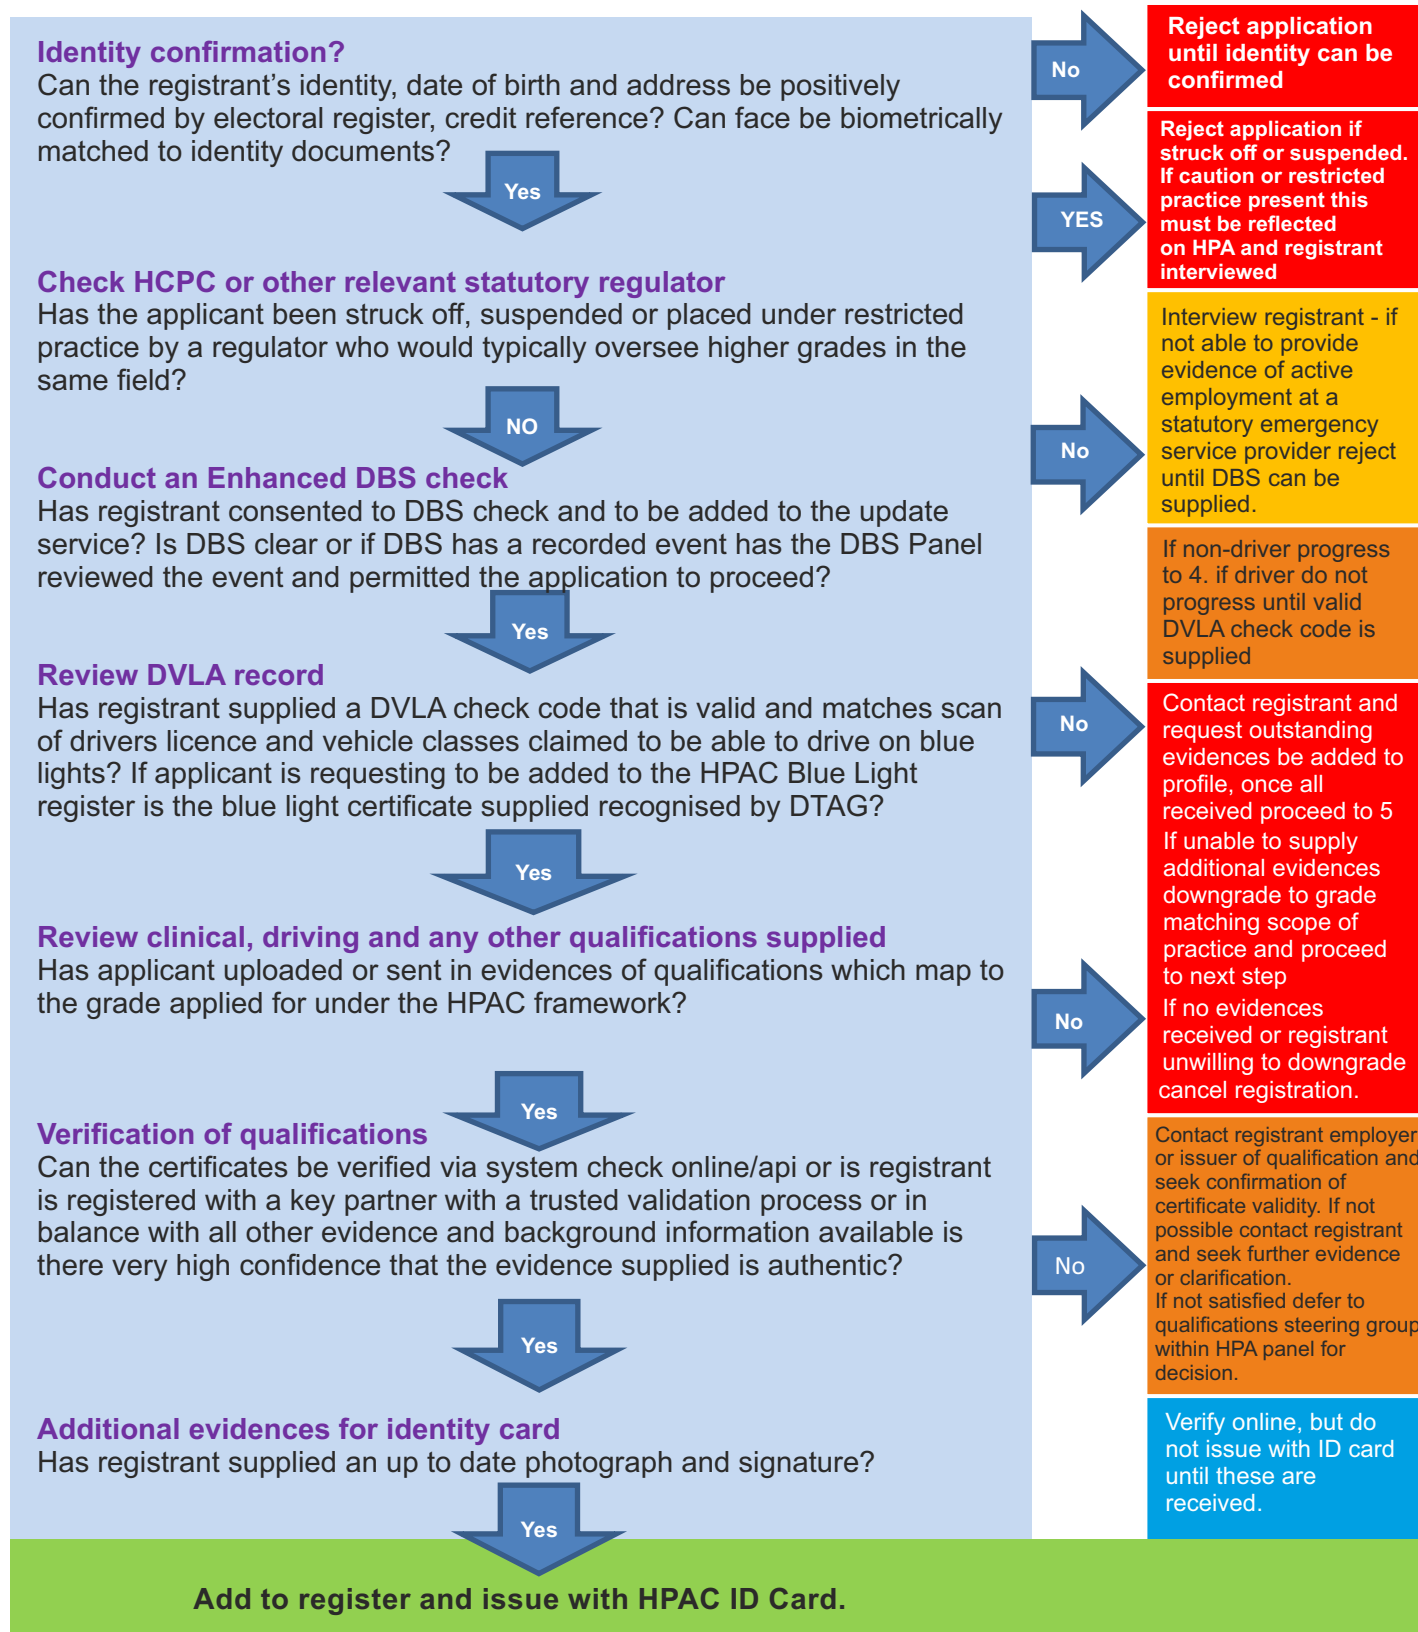 Identity confirmation?
Can the registrant's identity, date of birth and address be positively
confirmed by electoral register, credit reference? Can face be biometrically
matched to identity documents?
No
Reject application
until identity can be
confirmed
Yes
YES
Reject application if
struck off or suspended.
If caution or restricted
practice present this
must be reflected
on HPA and registrant
interviewed
Check HCPC or other relevant statutory regulator
Has the applicant been struck off, suspended or placed under restricted
practice by a regulator who would typically oversee higher grades in the
same field?
NO
No
Interview registrant - if
not able to provide
evidence of active
employment at a
statutory emergency
service provider reject
until DBS can be
supplied.
Conduct an Enhanced DBS check
Has registrant consented to DBS check and to be added to the update
service? Is DBS clear or if DBS has a recorded event has the DBS Panel
reviewed the event and permitted the application to proceed?
Yes
If non-driver progress
to 4. if driver do not
progress until valid
DVLA check code is
supplied
Review DVLA record
Has registrant supplied a DVLA check code that is valid and matches scan
of drivers licence and vehicle classes claimed to be able to drive on blue
lights? If applicant is requesting to be added to the HPAC Blue Light
register is the blue light certificate supplied recognised by DTAG?
No
Yes
Contact registrant and
request outstanding
evidences be added to
profile, once all
received proceed to 5
If unable to supply
additional evidences
downgrade to grade
matching scope of
practice and proceed
to next step
If no evidences
received or registrant
unwilling to downgrade
cancel registration.
Review clinical, driving and any other qualifications supplied
Has applicant uploaded or sent in evidences of qualifications which map to
the grade applied for under the HPAC framework?
No
Yes
Verification of qualifications
Can the certificates be verified via system check online/api or is registrant
is registered with a key partner with a trusted validation process or in
balance with all other evidence and background information available is
there very high confidence that the evidence supplied is authentic?
No
Contact registrant employer
or issuer of qualification and
seek confirmation of
certificate validity. If not
possible contact registrant
and seek further evidence
or clarification.
If not satisfied defer to
qualifications steering group
within HPA panel for
decision.
Yes
Additional evidences for identity card
Has registrant supplied an up to date photograph and signature?
Verify online, but do
not issue with ID card
until these are
received.
Yes
Add to register and issue with HPAC ID Card.